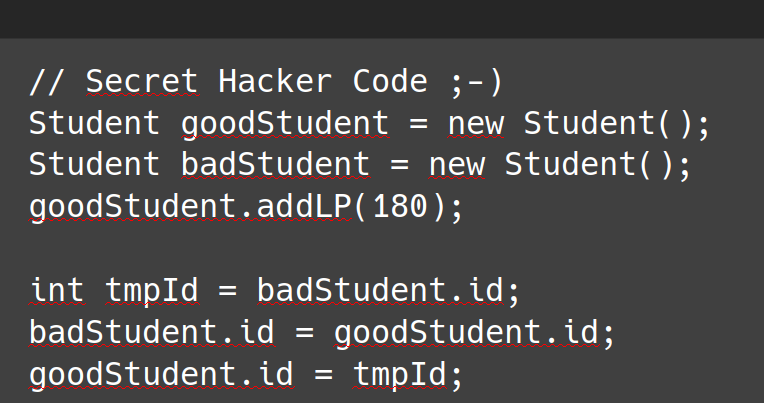 // Secret Hacker Code ;-)
Student goodStudent = new Student();
Student badStudent = new Student();
goodStudent.addLP(180);
int tmpId = badStudent.id;
badStudent.id = goodStudent.id;
goodStudent.id = tmpId;